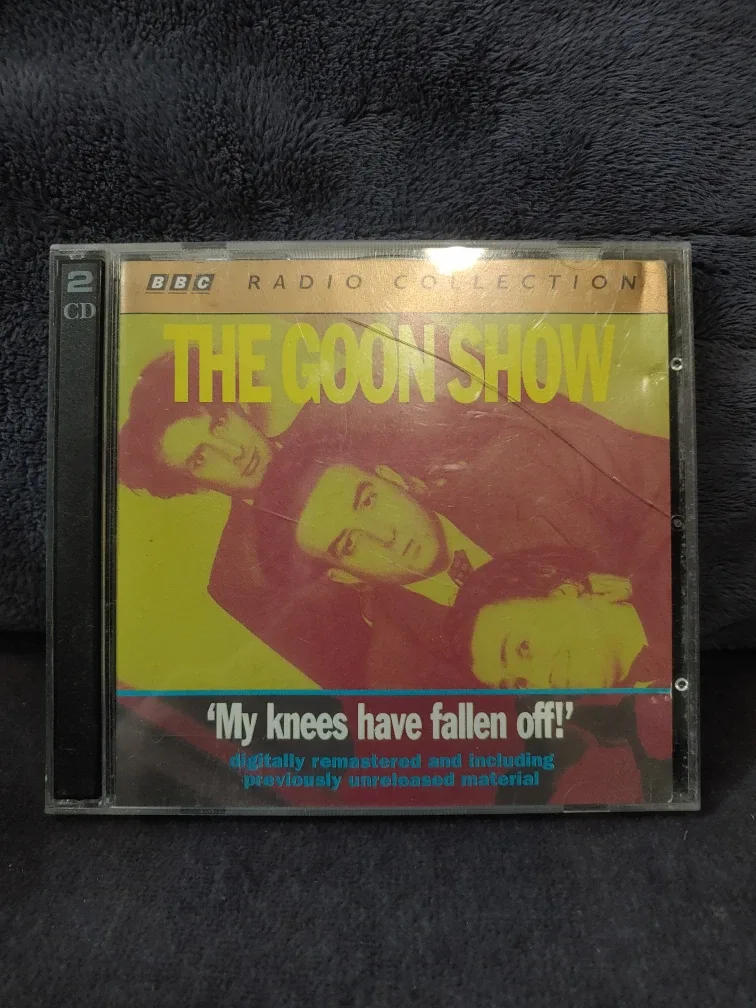 2
CD
BBC RADIO COLLECTION
THE GOON SHOW
‘My knees have fallen off!’
digitally remastered and including
previously unreleased material